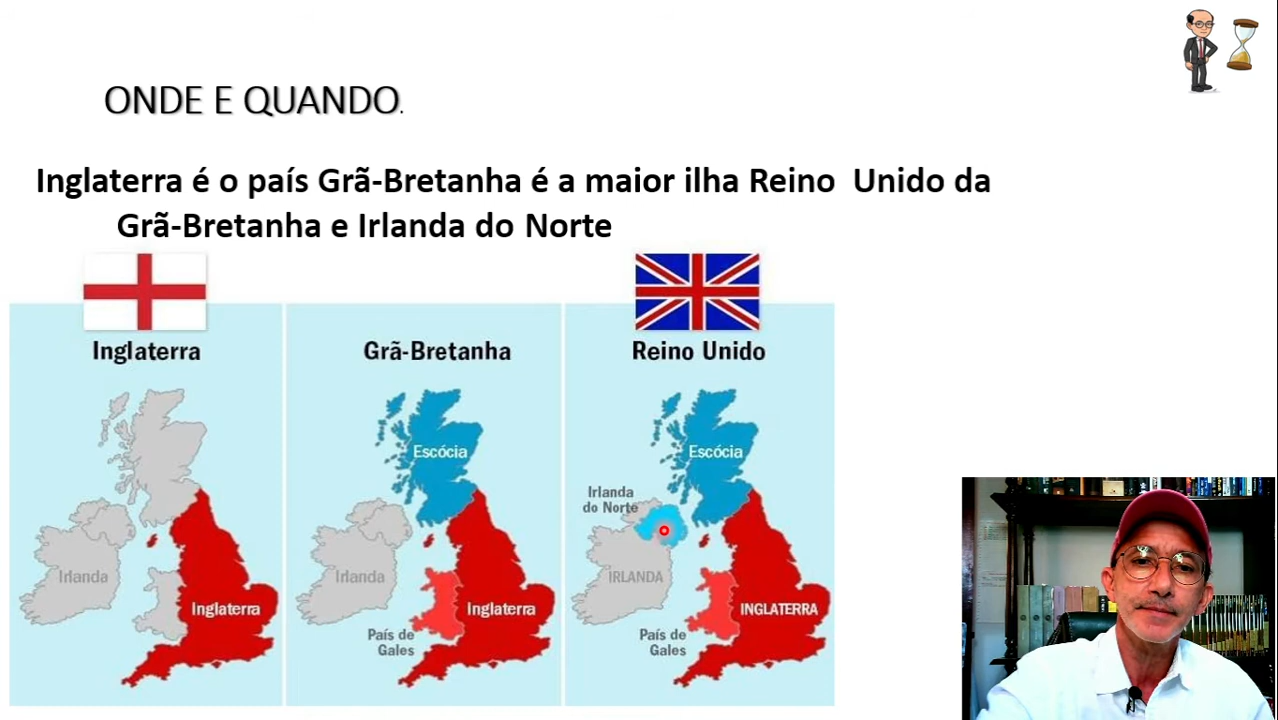 ONDE E QUANDO.
Inglaterra é o país Grã-Bretanha é a maior ilha Reino Unido da
Grã-Bretanha e Irlanda do Norte
Inglaterra
Irlanda
Inglaterra
Grã-Bretanha
Escócia
Irlanda
Inglaterra
País de
Gales
Reino Unido
Escócia
Irlanda
do Norte
IRLANDA
INGLATERRA
País de
Gales